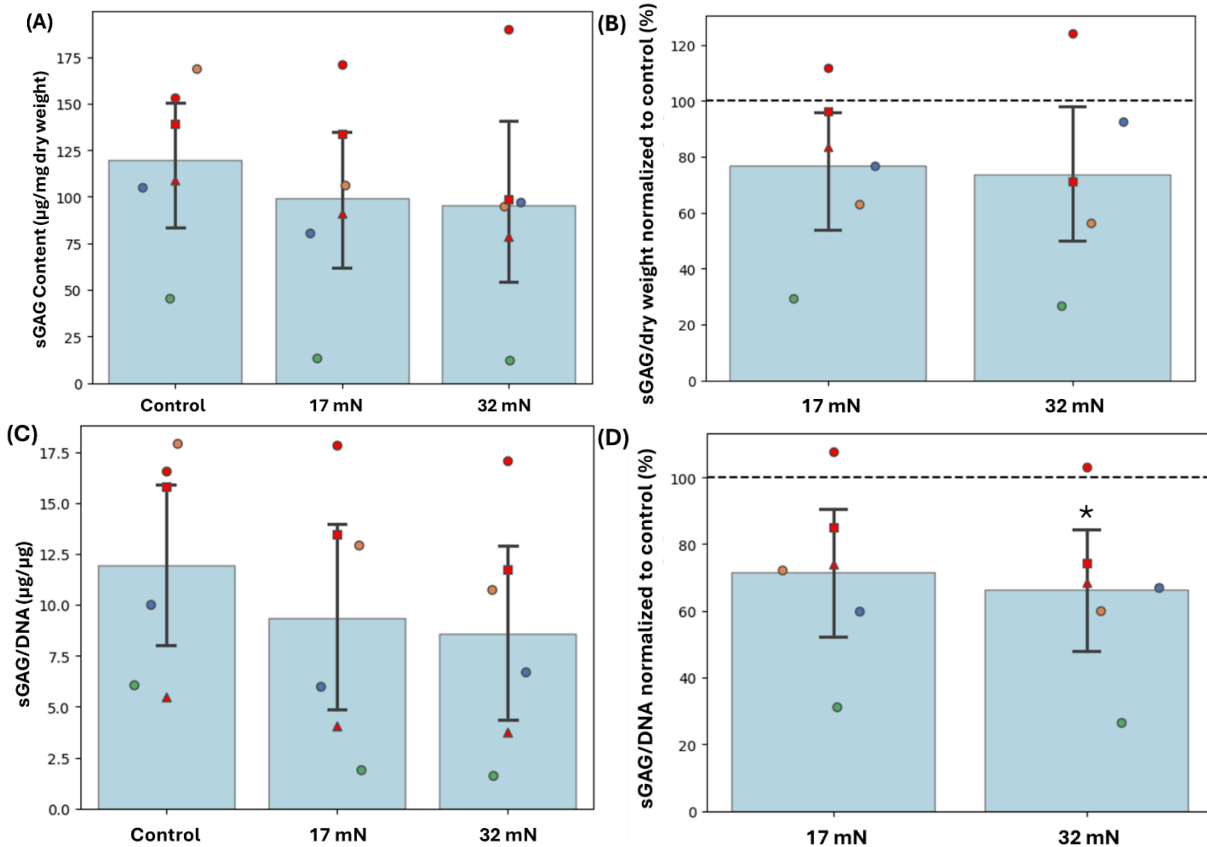 (A)
sGAG Content (µg/mg dry weight)
175
150
125
100
75
50
25
0
Control 17 mN 32 mN
(B)
sGAG/dry weight normalized to control (%)
120
100
80
60
40
20
0
17 mN 32 mN
(C)
sGAG/DNA (µg/µg)
17.5
15.0
12.5
10.0
7.5
5.0
2.5
0.0
Control 17 mN 32 mN
(D)
sGAG/DNA normalized to control (%)
100
80
60
40
20
0
*
17 mN 32 mN